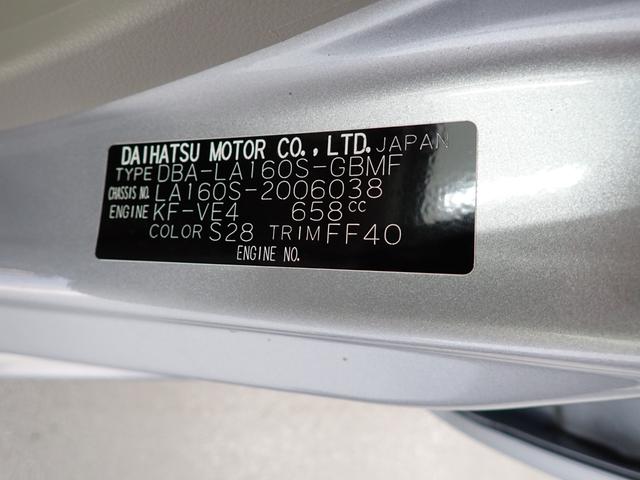 DAIHATSU MOTOR CO., LTD. JAPAN
TYPE DBA-LA160S-GBMF
CHASSIS NO. LA160S-2006038
ENGINE KF-VE4 658cc
COLOR S28 TRIM FF40
ENGINE NO.